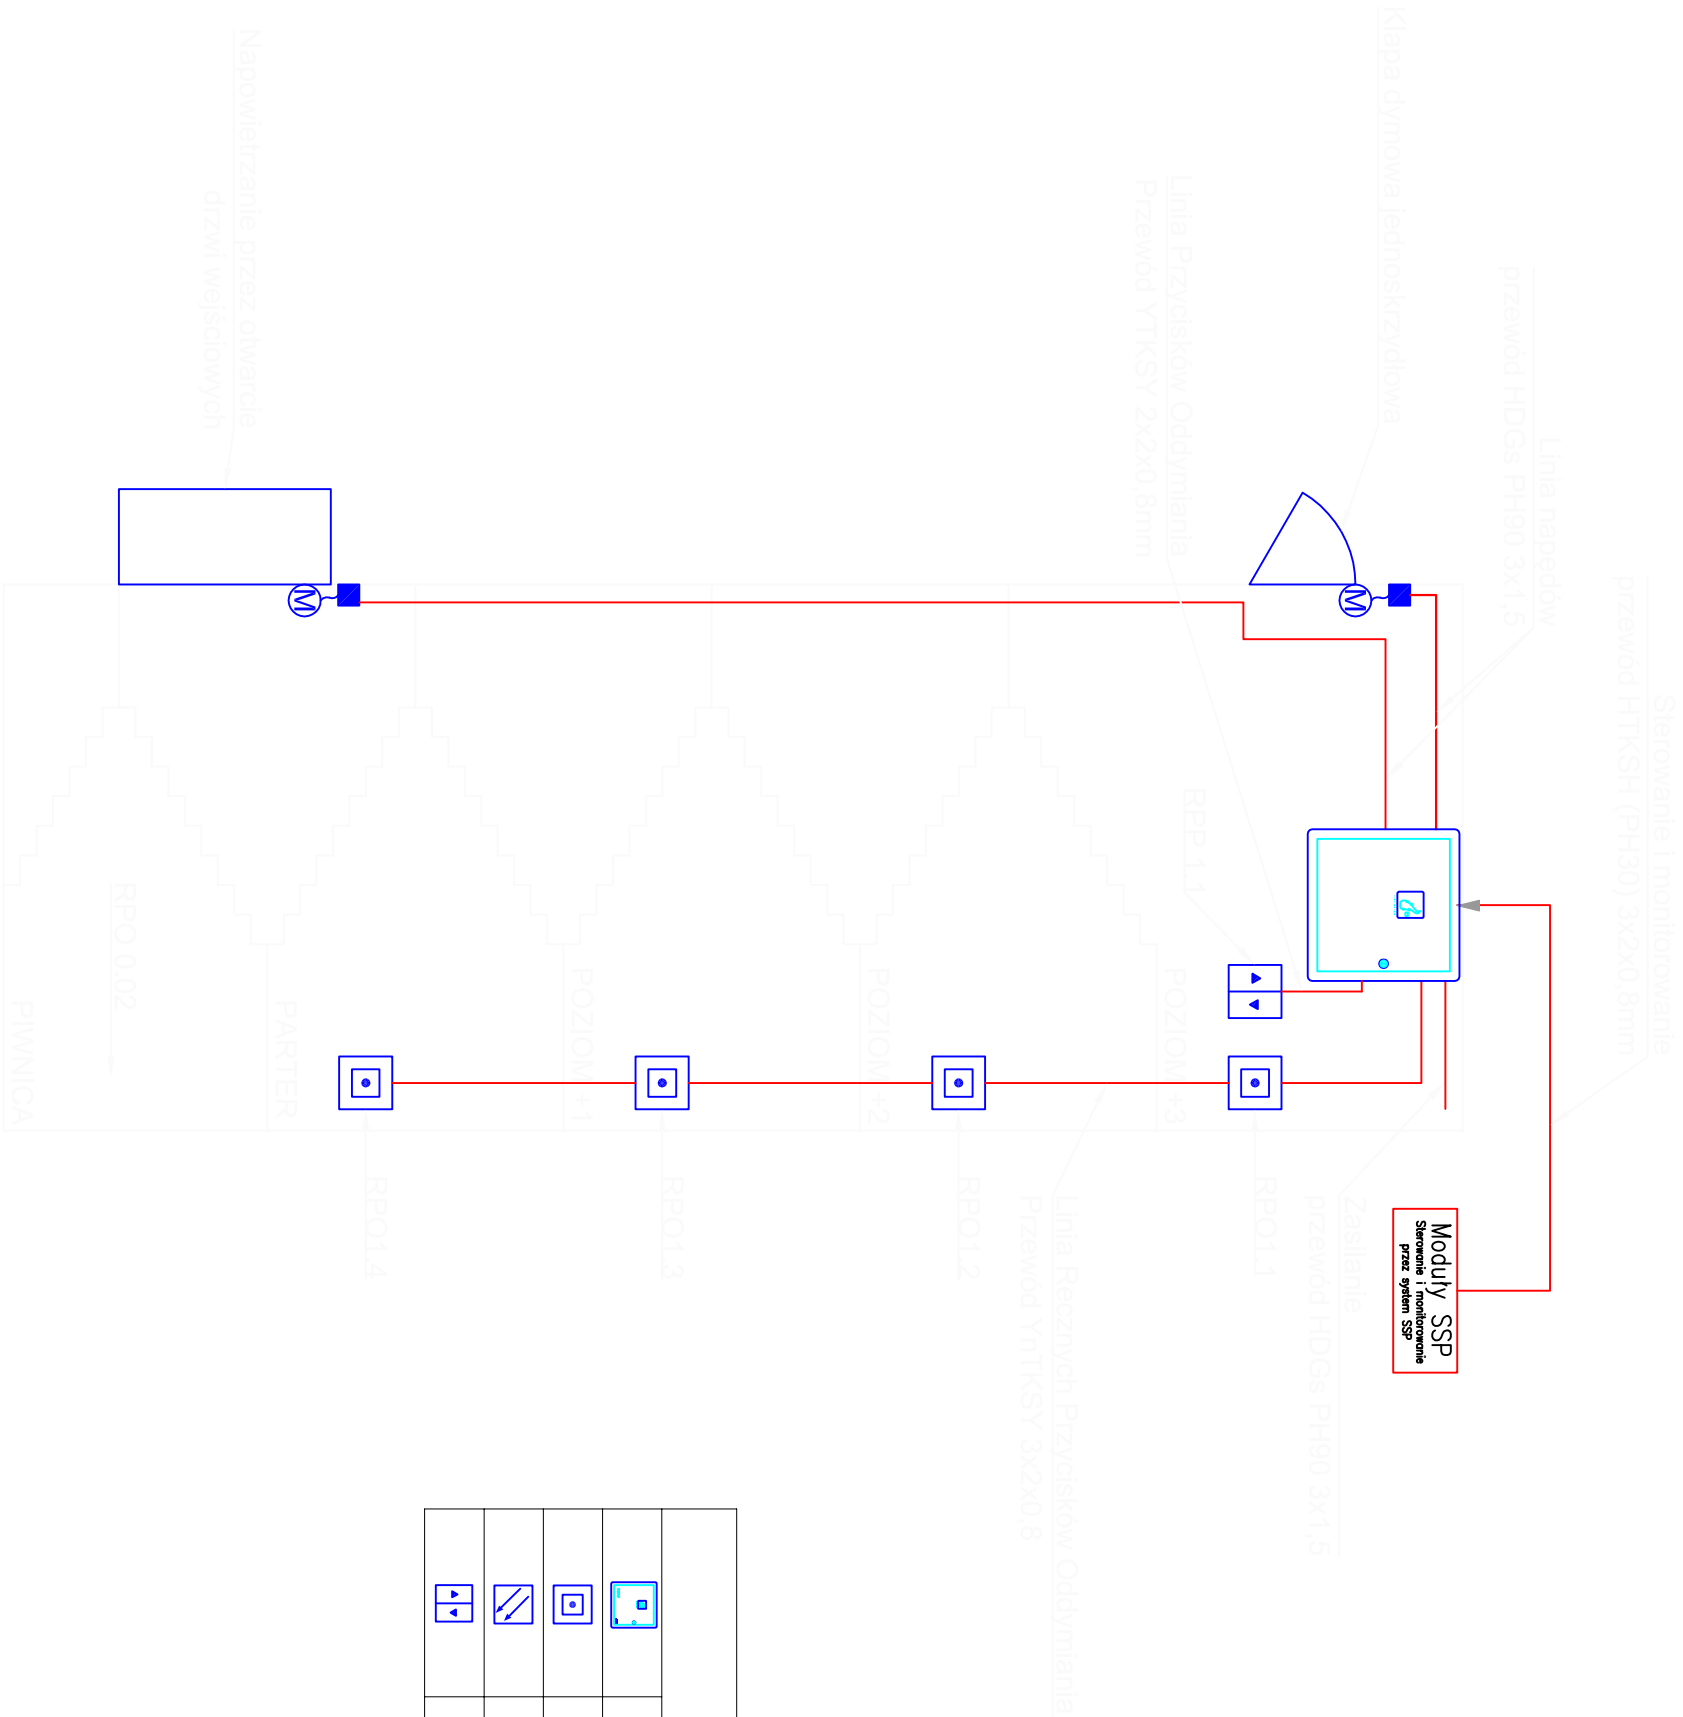 Sterowanie i monitorowanie
przewód HTKSH (PH30) 3x2x0,8mm
Linia napędów
przewód HDGs PH90 3x1,5
Klapa dymowa jednoskrzydłowa
Linia Przycisków Oddymiania
Przewód YTKSY 2x2x0,8mm
Napowietrzanie przez otwarcie
drzwi wejściowych
M
M
RPP 1.1
RPO 0.02
POZIOM +3
POZIOM +2
POZIOM +1
PARTER
PIWNICA
Moduły SSP
Sterowanie i monitorowanie
przez system SSP
Zasilanie
przewód HDGs PH90 3x1,5
RPO1.1
Linia Ręcznych Przycisków Oddymiania
Przewód YnTKSY 3x2x0,8
RPO1.2
RPO1.3
RPO1.4